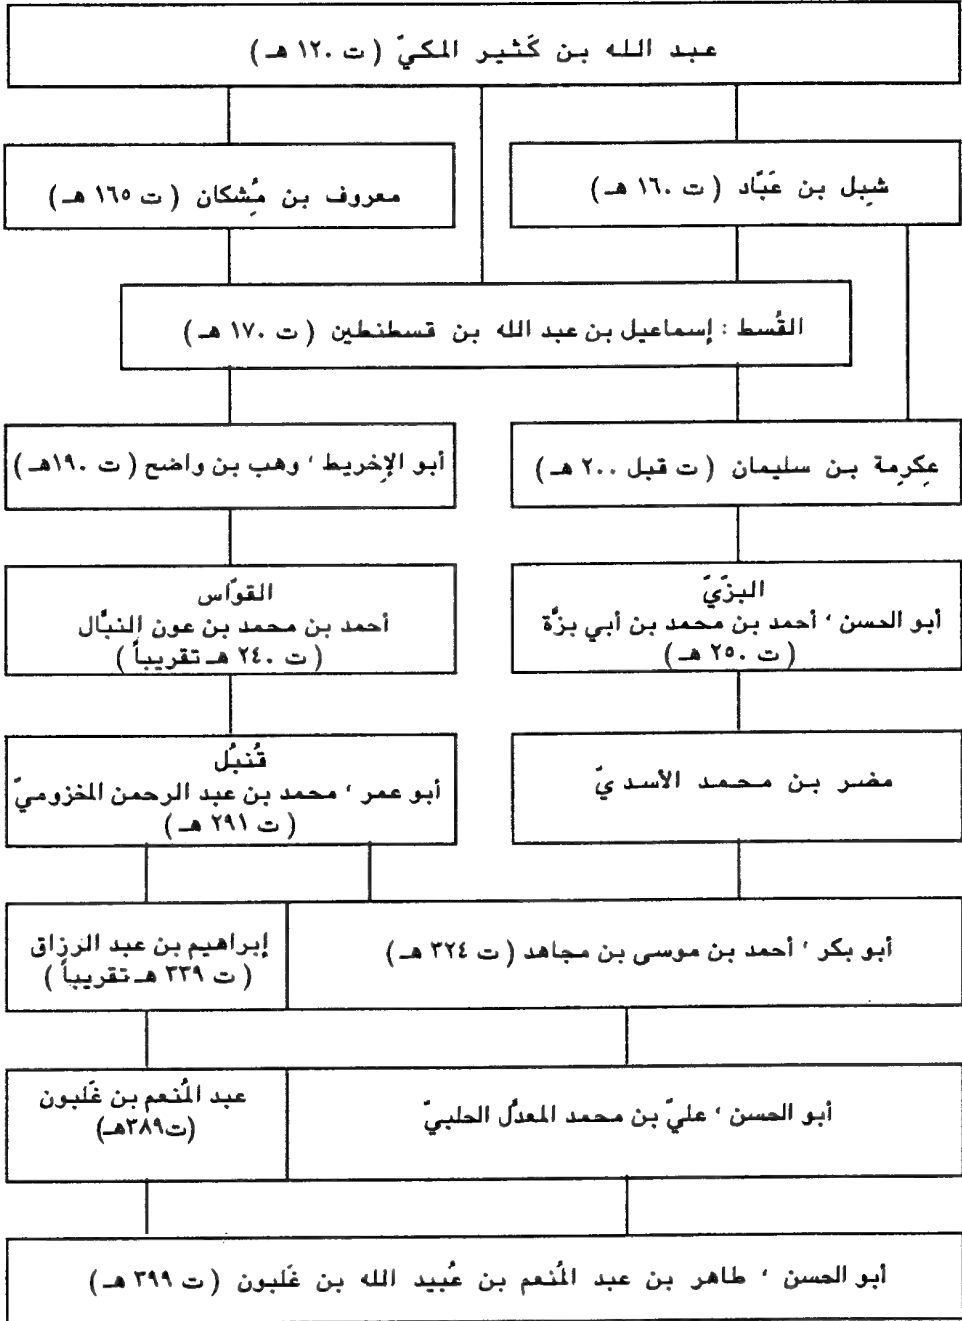 عبد الله بن كَثير المكيّ ( ت ١٢٠ هـ )
شِبل بن عَبَّاد ( ت ١٦٠ هـ )
معروف بن مُِشكان ( ت ١٦٥ هـ )
القُسط : إسماعيل بن عبد الله بن قسطنطين ( ت ١٧٠ هـ )
عِكرِمة بن سليمان ( ت قبل ٢٠٠ هـ )
أبو الإِخريط ، وهب بن واضح ( ت ١٩٠هـ )
البزّيّ
أبو الحسن ، أحمد بن محمد بن أبي بزَّة
( ت ٢٥٠ هـ )
القوّاس
أحمد بن محمد بن عون النبَّال
( ت ٢٤٠ هـ تقريباً )
مضر بن محمد الأسديّ
قُنبُل
أبو عمر ، محمد بن عبد الرحمن المخزوميّ
( ت ٢٩١ هـ )
أبو بكر ، أحمد بن موسى بن مجاهد ( ت ٣٢٤ هـ )
إبراهيم بن عبد الرزاق
( ت ٣٣٩ هـ تقريباً )
أبو الحسن ، عليّ بن محمد المعدَّل الحلبيّ
عبد المُنعم بن غَلبون
(ت٣٨٩هـ)
أبو الحسن ، طاهر بن عبد المُنعم بن عُبيد الله بن غَلبون ( ت ٣٩٩ هـ )